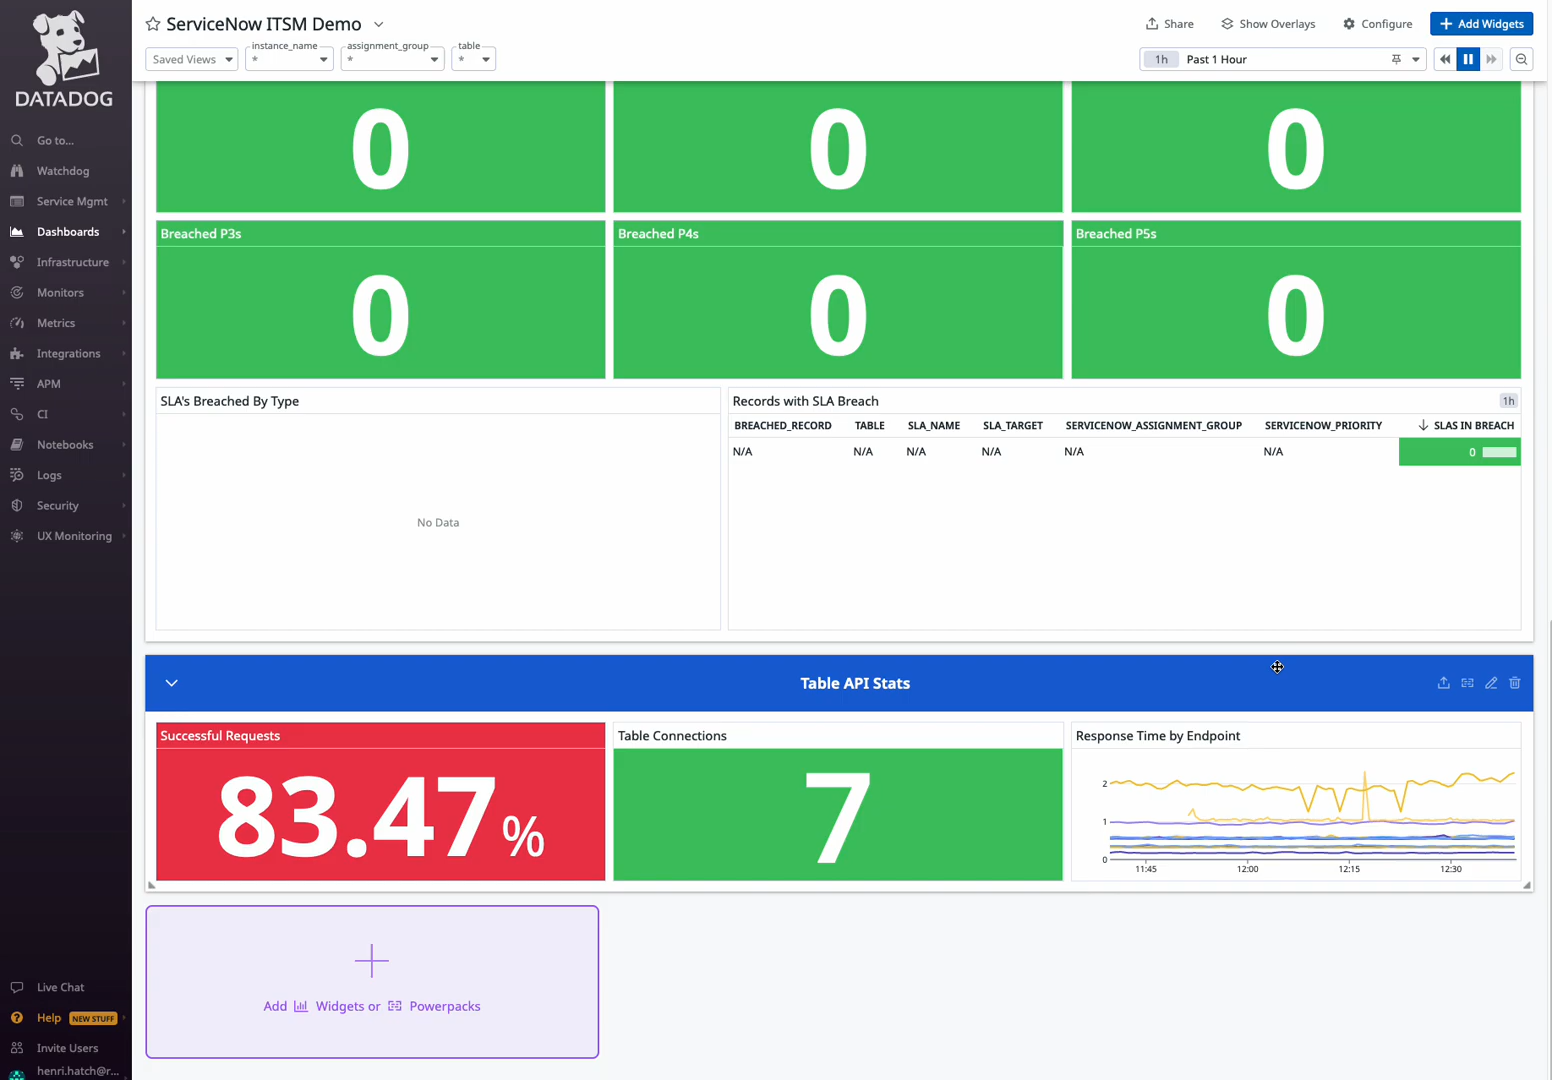 DATADOG
Go to...
Watchdog
Service Mgmt
Dashboards
Infrastructure
Monitors
Metrics
Integrations
APM
CI
Notebooks
Logs
Security
UX Monitoring
Live Chat
Help NEW STUFF
Invite Users
henri.hatch@r...
ServiceNow ITSM Demo
Share
Show Overlays
Configure
+ Add Widgets
Saved Views
instance_name
*
assignment_group
*
table
*
1h Past 1 Hour
0
0
0
Breached P3s
0
Breached P4s
0
Breached P5s
0
SLA's Breached By Type
No Data
Records with SLA Breach
1h
BREACHED_RECORD TABLE SLA_NAME SLA_TARGET SERVICENOW_ASSIGNMENT_GROUP SERVICENOW_PRIORITY ↓ SLAS IN BREACH
N/A N/A N/A N/A N/A N/A 0
Table API Stats
Successful Requests
83.47%
Table Connections
7
Response Time by Endpoint
2
1
0
11:45 12:00 12:15 12:30
Add Widgets or Powerpacks